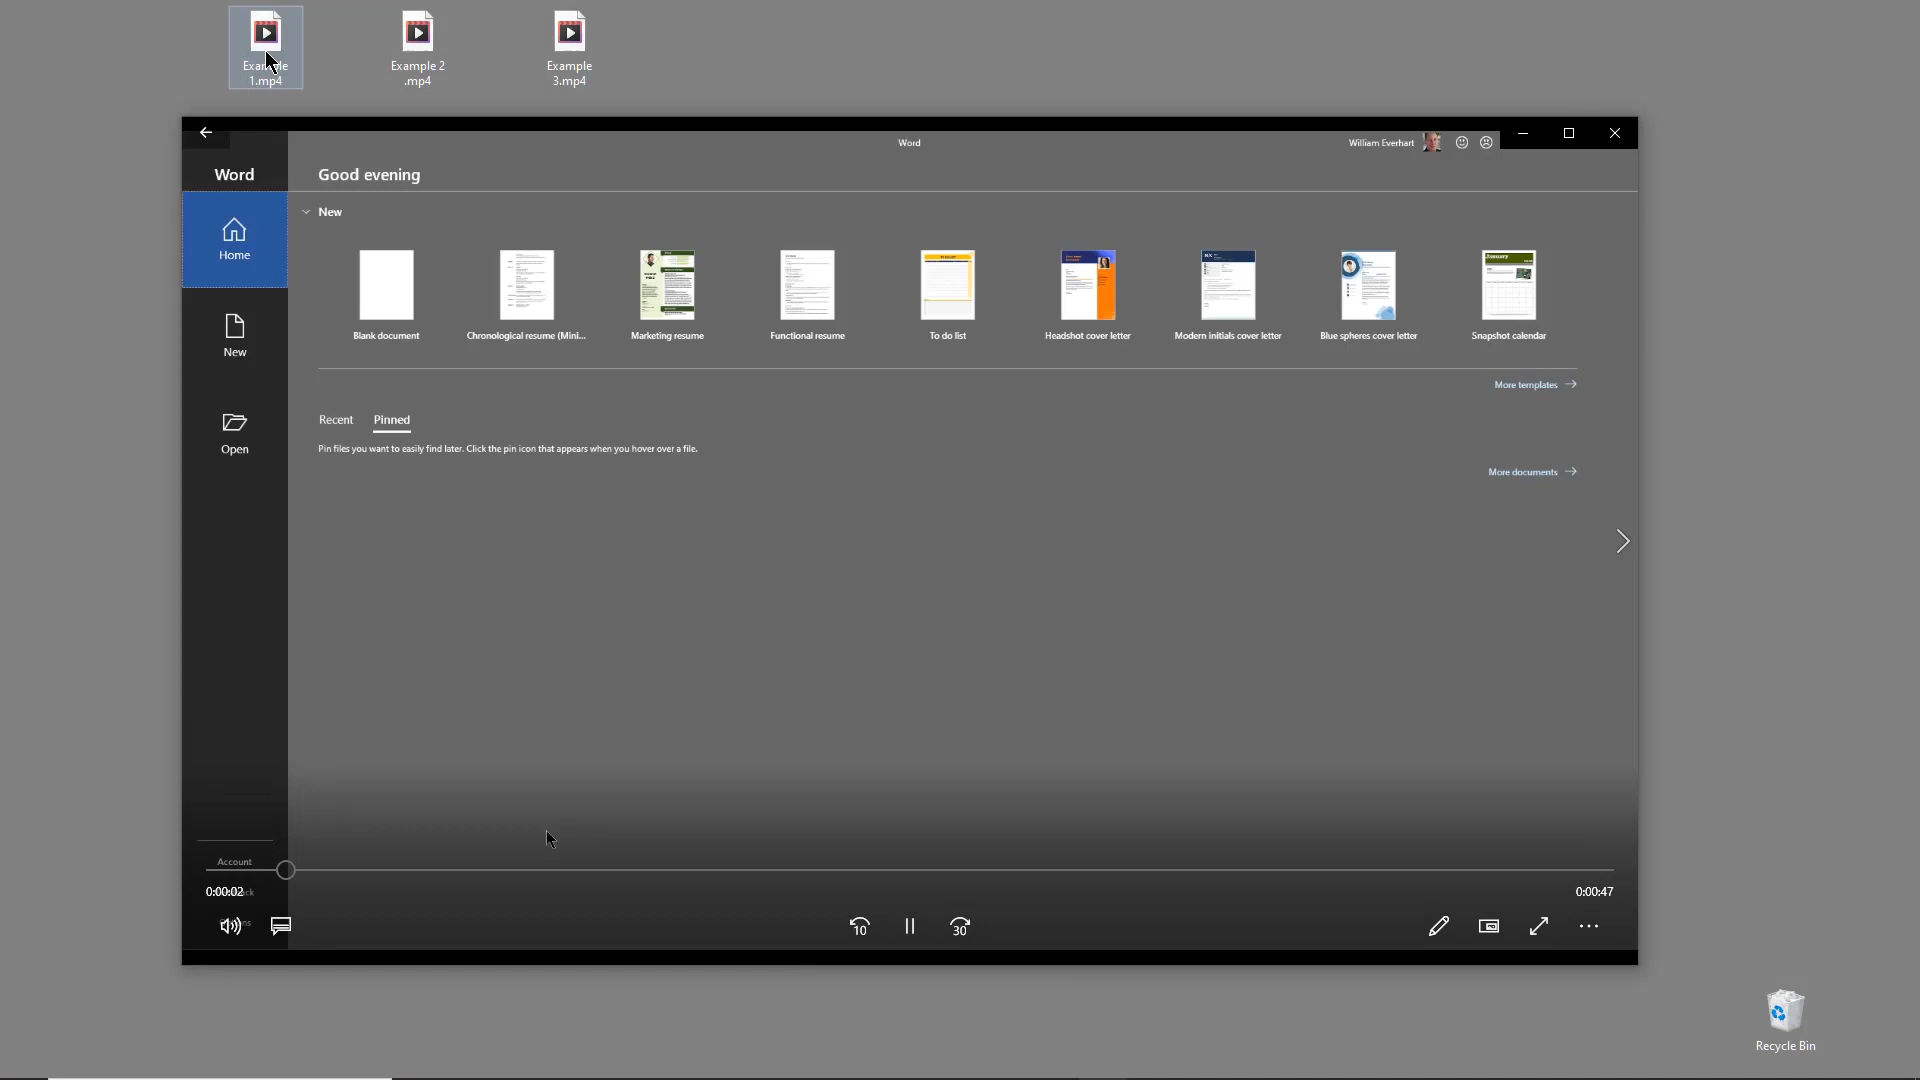 Example
1.mp4
Example 2
.mp4
Example
3.mp4
Word
William Everhart
Word
Good evening
Home
New
Open
New
Blank document
Chronological resume (Mini...
Marketing resume
Functional resume
To do list
Headshot cover letter
Modern initials cover letter
Blue spheres cover letter
Snapshot calendar
More templates
Recent
Pinned
Pin files you want to easily find later. Click the pin icon that appears when you hover over a file.
More documents
Account
0:00:02
0:00:47
10
30
Recycle Bin